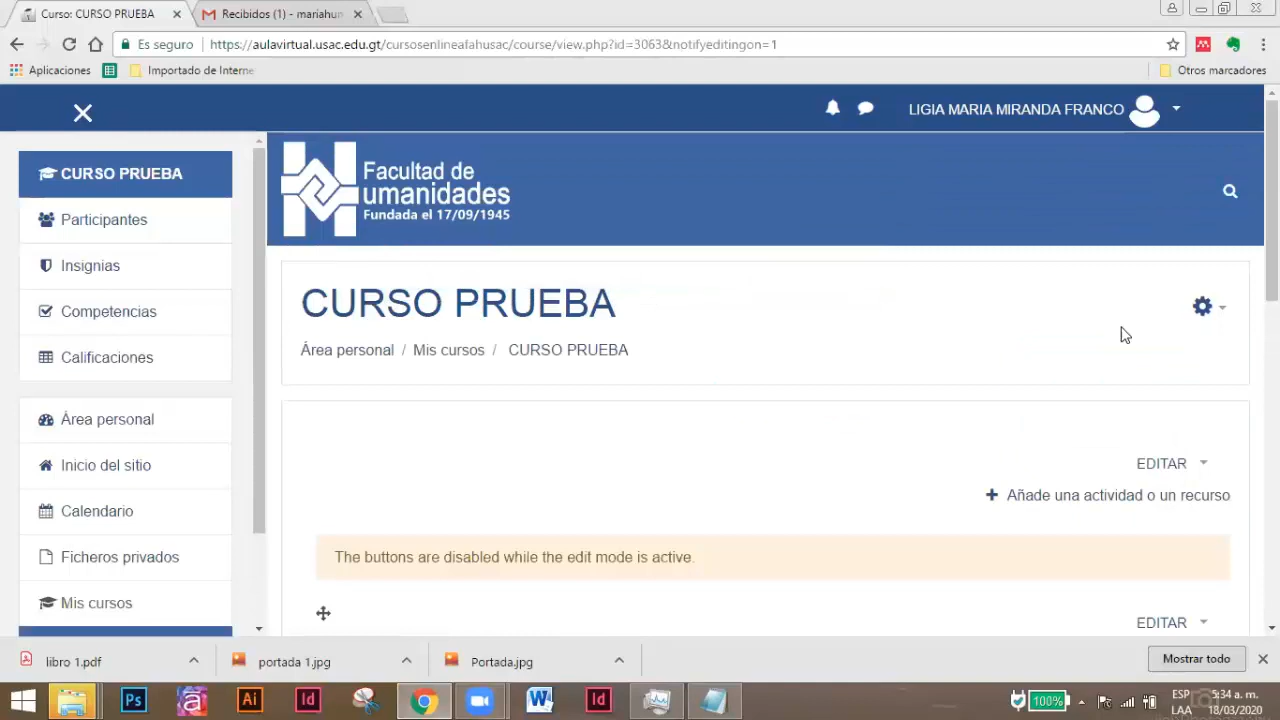 Curso: CURSO PRUEBA
Recibidos (1) - mariahun
Es seguro
https://aulavirtual.usac.edu.gt/cursosenlineafahusac/course/view.php?id=3063&notifyeditingon=1
Aplicaciones
Importado de Interne
Otros marcadores
LIGIA MARIA MIRANDA FRANCO
CURSO PRUEBA
Participantes
Insignias
Competencias
Calificaciones
Área personal
Inicio del sitio
Calendario
Ficheros privados
Mis cursos
Facultad de
Humanidades
Fundada el 17/09/1945
CURSO PRUEBA
Área personal / Mis cursos / CURSO PRUEBA
EDITAR
Añade una actividad o un recurso
The buttons are disabled while the edit mode is active.
EDITAR
libro 1.pdf
portada 1.jpg
Portada.jpg
Mostrar todo
Ps
Ai
Id
W
Id
100%
ESP
LAA
5:34 a. m.
18/03/2020